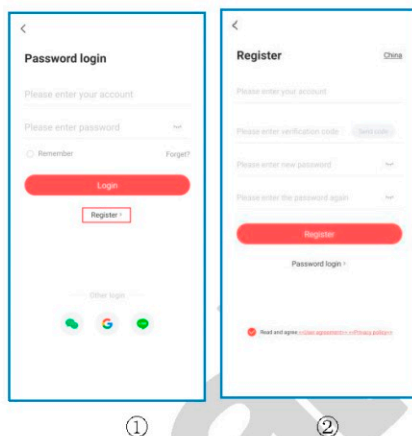 Password login
Please enter your account
Please enter password
Remember
Forget?
Login
Register ›
Other login
①
Register
China
Please enter your account
Please enter verification code
Send code
Please enter new password
Please enter the password again
Register
Password login ›
Read and agree
②